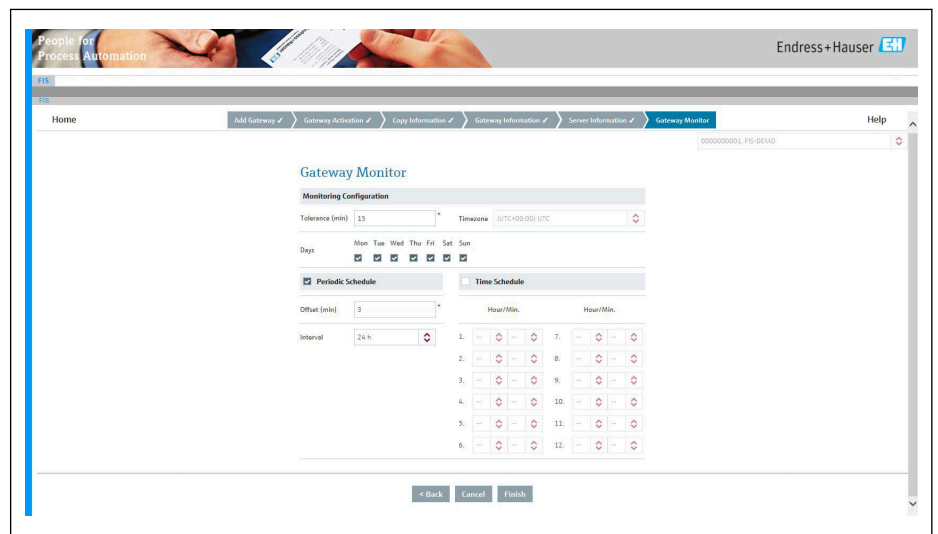 People for
Process Automation
Endress+Hauser EH
FIS
FIS
Home Add Gateway ✓ Gateway Activation ✓ Copy Information ✓ Gateway Information ✓ Server Information ✓ Gateway Monitor Help
0000000001, FIS-DEMO
Gateway Monitor
Monitoring Configuration
Tolerance (min) 15 * Timezone (UTC+00:00) UTC
Mon Tue Wed Thu Fri Sat Sun
Days
Periodic Schedule Time Schedule
Offset (min) 3 * Hour/Min. Hour/Min.
Interval 24 h 1. -- -- 7. -- --
2. -- -- 8. -- --
3. -- -- 9. -- --
4. -- -- 10. -- --
5. -- -- 11. -- --
6. -- -- 12. -- --
< Back Cancel Finish